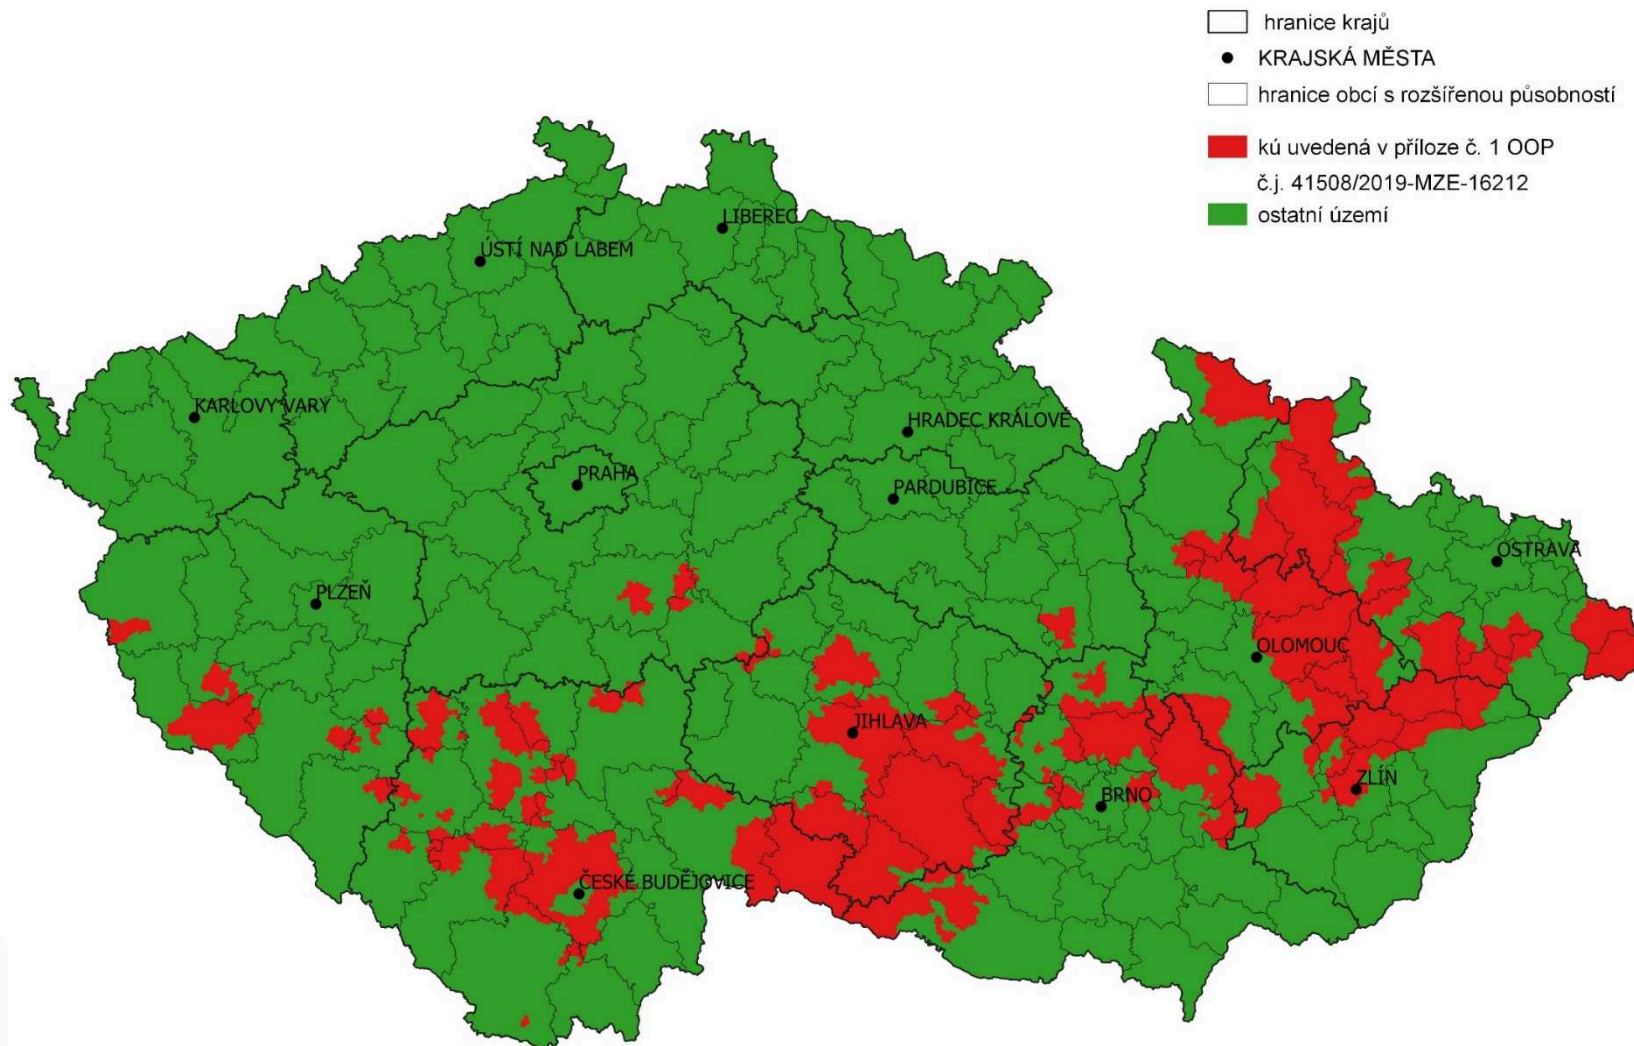 hranice krajů
KRAJSKÁ MĚSTA
hranice obcí s rozšířenou působností
kú uvedená v příloze č. 1 OOP
č.j. 41508/2019-MZE-16212
ostatní území
LIBEREC
ÚSTÍ NAD LABEM
KARLOVY VARY
HRADEC KRÁLOVÉ
PRAHA
PARDUBICE
OSTRAVA
PLZEŇ
OLOMOUC
JIHLAVA
ZLÍN
BRNO
ČESKÉ BUDĚJOVICE